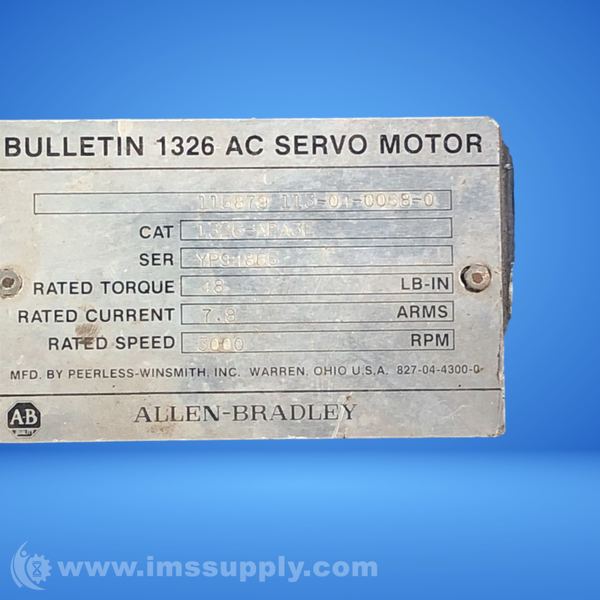 BULLETIN 1326 AC SERVO MOTOR
CAT
SER
RATED TORQUE 48 LB-IN
RATED CURRENT 7.8 ARMS
RATED SPEED RPM
MFD. BY PEERLESS-WINSMITH, INC. WARREN, OHIO U.S.A. 827-04-4300-0
AB ALLEN-BRADLEY
www.imssupply.com